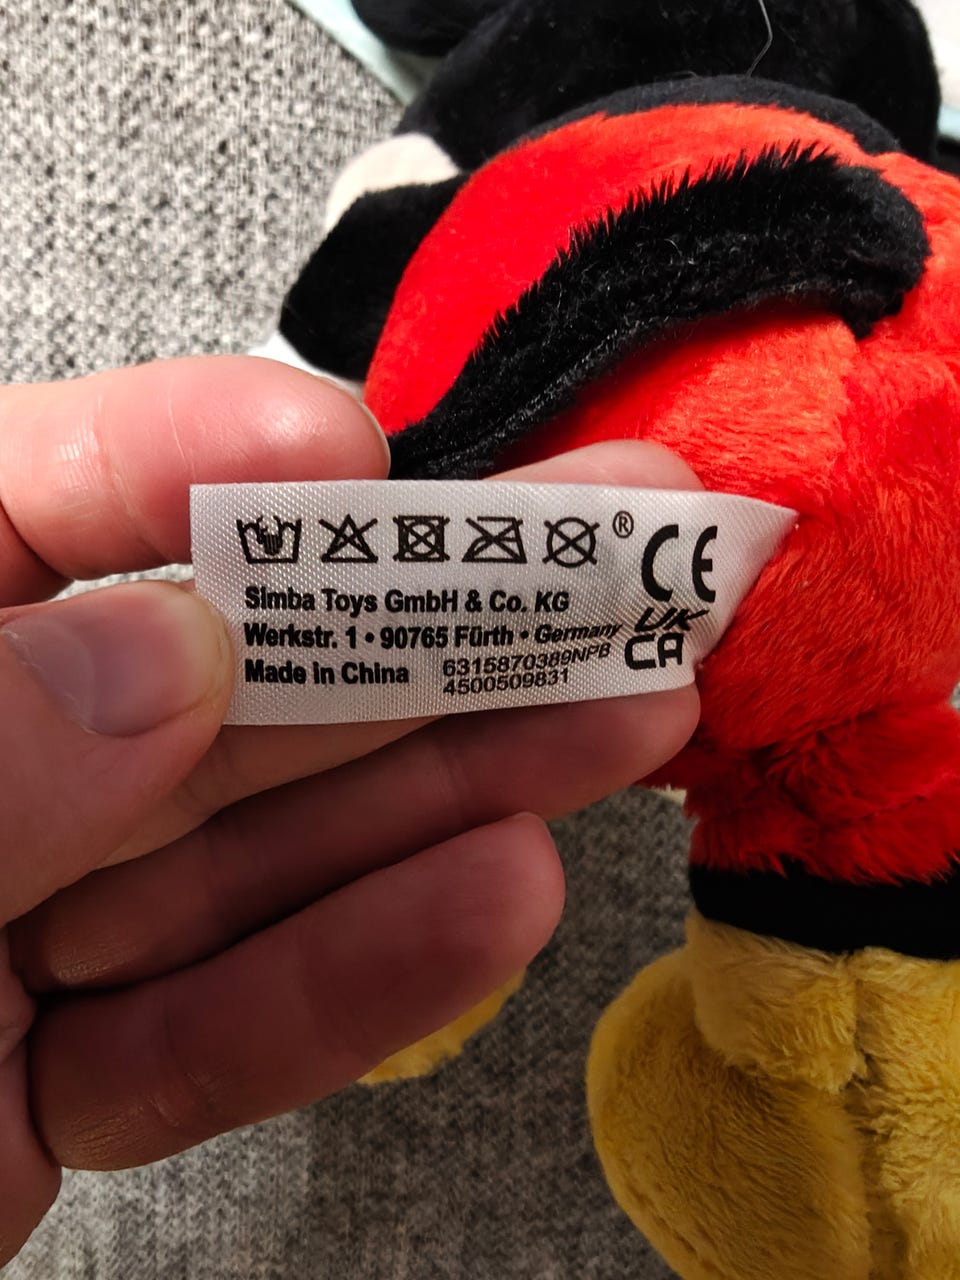 ® CE
Simba Toys GmbH & Co. KG
Werkstr. 1 • 90765 Fürth • Germany
UK
CA
Made in China
6315870389NPB
4500509831